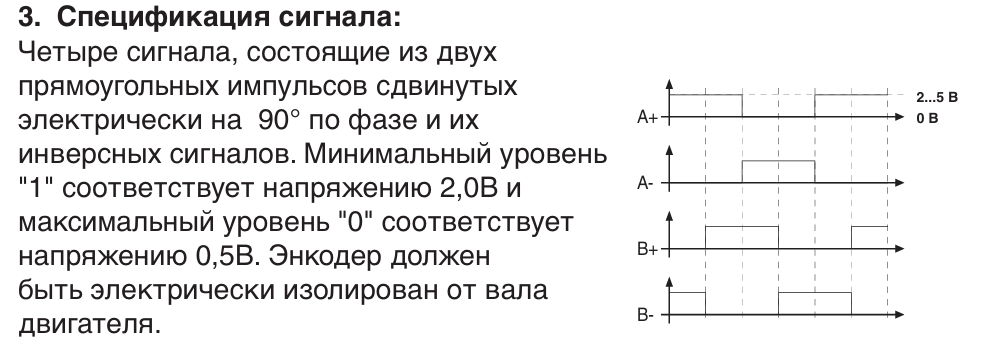 3. Спецификация сигнала:
Четыре сигнала, состоящие из двух
прямоугольных импульсов сдвинутых
электрически на 90° по фазе и их
инверсных сигналов. Минимальный уровень
"1" соответствует напряжению 2,0В и
максимальный уровень "0" соответствует
напряжению 0,5В. Энкодер должен
быть электрически изолирован от вала
двигателя.
2...5 В
A+
0 В
A-
B+
B-